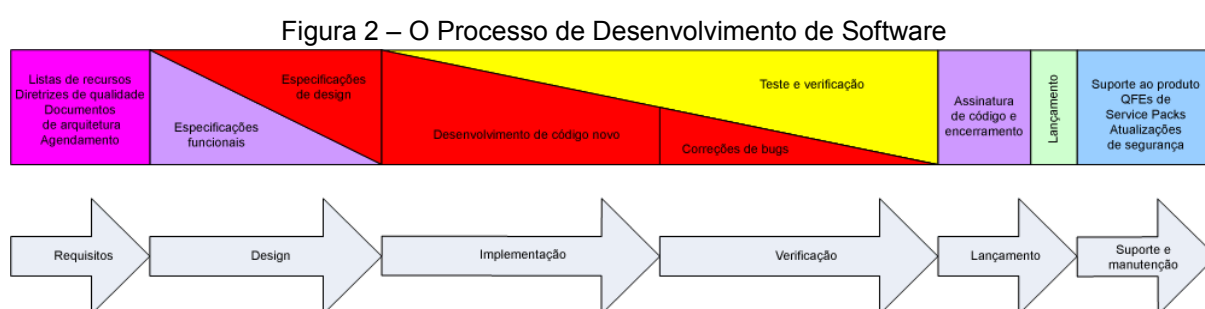 Figura 2 – O Processo de Desenvolvimento de Software
Listas de recursos
Diretrizes de qualidade
Documentos
de arquitetura
Agendamento
Especificações
funcionais
Especificações
de design
Desenvolvimento de código novo
Teste e verificação
Correções de bugs
Assinatura
de código e
encerramento
Lançamento
Suporte ao produto
QFEs de
Service Packs
Atualizações
de segurança
Requisitos
Design
Implementação
Verificação
Lançamento
Suporte e
manutenção